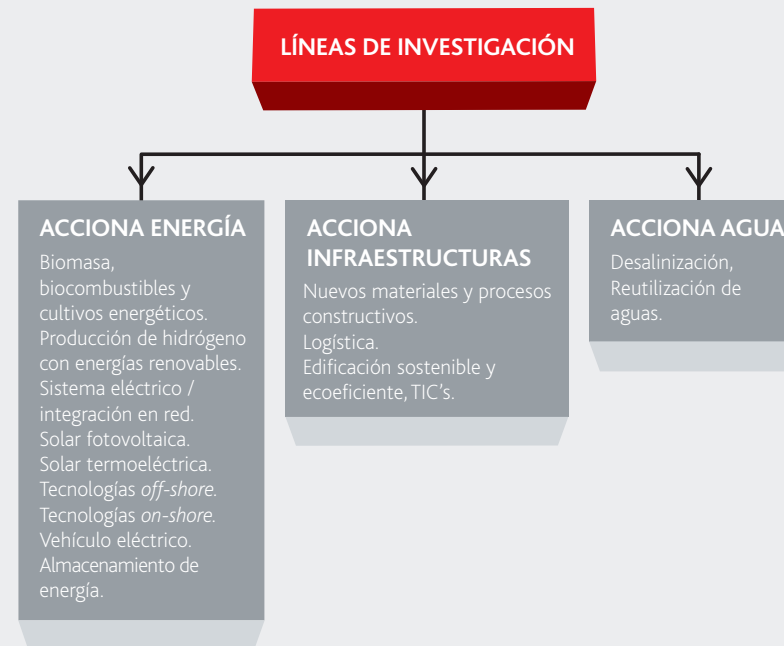 LÍNEAS DE INVESTIGACIÓN
ACCIONA ENERGÍA
Biomasa,
biocombustibles y
cultivos energéticos.
Producción de hidrógeno
con energías renovables.
Sistema eléctrico /
integración en red.
Solar fotovoltaica.
Solar termoeléctrica.
Tecnologías off-shore.
Tecnologías on-shore.
Vehículo eléctrico.
Almacenamiento de
energía.
ACCIONA
INFRAESTRUCTURAS
Nuevos materiales y procesos
constructivos.
Logística.
Edificación sostenible y
ecoeficiente, TIC's.
ACCIONA AGUA
Desalinización,
Reutilización de
aguas.